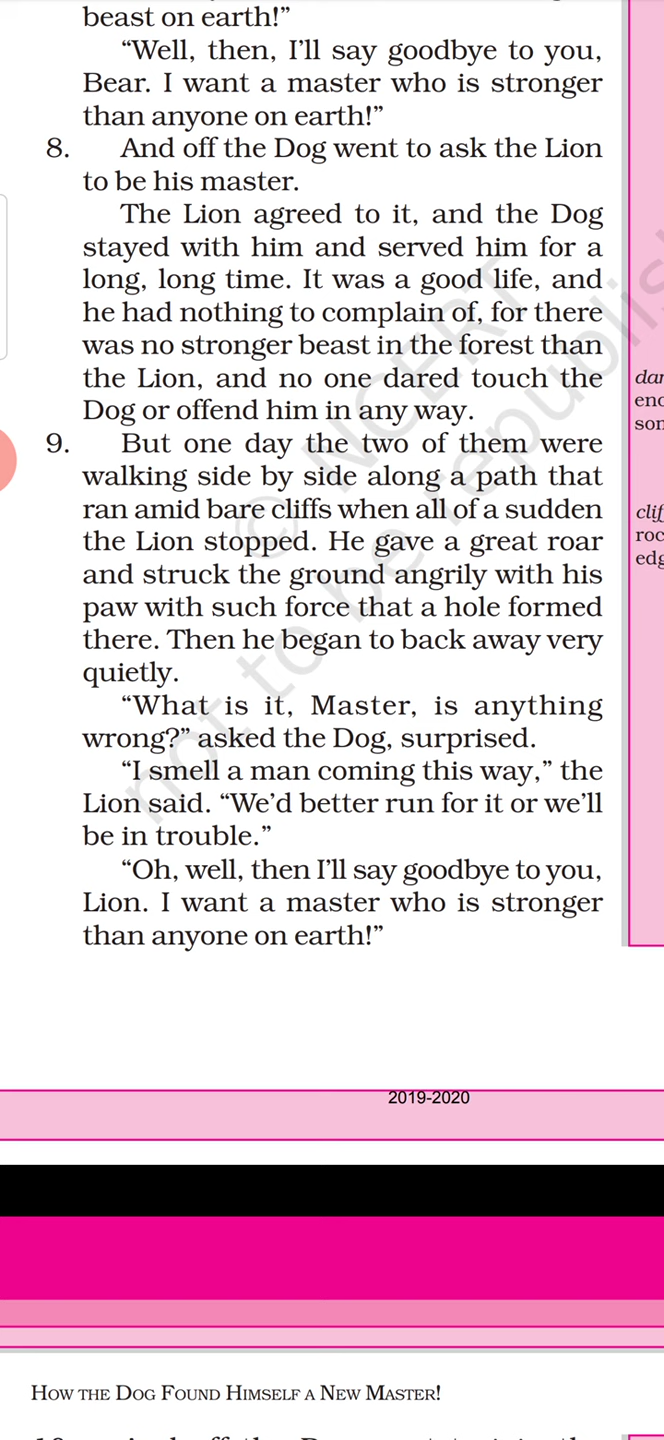 beast on earth!”
“Well, then, I’ll say goodbye to you,
Bear. I want a master who is stronger
than anyone on earth!”
8. And off the Dog went to ask the Lion
to be his master.
The Lion agreed to it, and the Dog
stayed with him and served him for a
long, long time. It was a good life, and
he had nothing to complain of, for there
was no stronger beast in the forest than
the Lion, and no one dared touch the
Dog or offend him in any way.
9. But one day the two of them were
walking side by side along a path that
ran amid bare cliffs when all of a sudden
the Lion stopped. He gave a great roar
and struck the ground angrily with his
paw with such force that a hole formed
there. Then he began to back away very
quietly.
“What is it, Master, is anything
wrong?” asked the Dog, surprised.
“I smell a man coming this way,” the
Lion said. “We’d better run for it or we’ll
be in trouble.”
“Oh, well, then I’ll say goodbye to you,
Lion. I want a master who is stronger
than anyone on earth!”
© NCERT
not to be republis
2019-2020
HOW THE DOG FOUND HIMSELF A NEW MASTER!